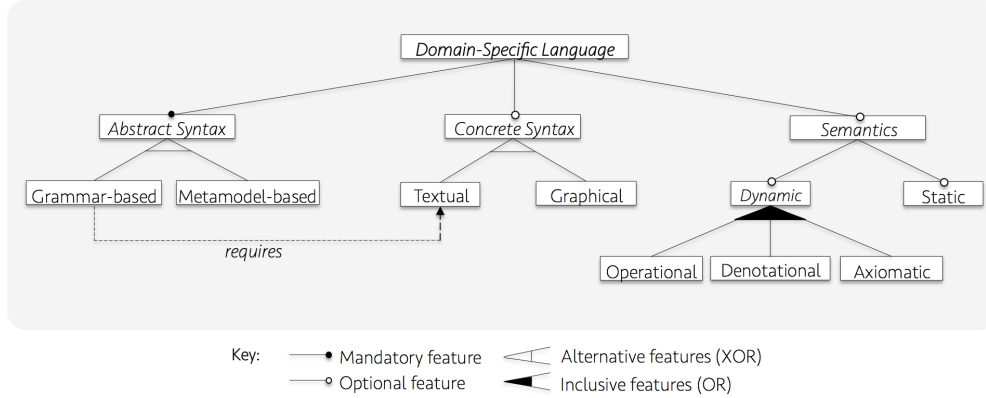 Domain-Specific Language
Abstract Syntax
Concrete Syntax
Semantics
Grammar-based
Metamodel-based
Textual
Graphical
Dynamic
Static
requires
Operational
Denotational
Axiomatic
Key:
Mandatory feature
Alternative features (XOR)
Optional feature
Inclusive features (OR)